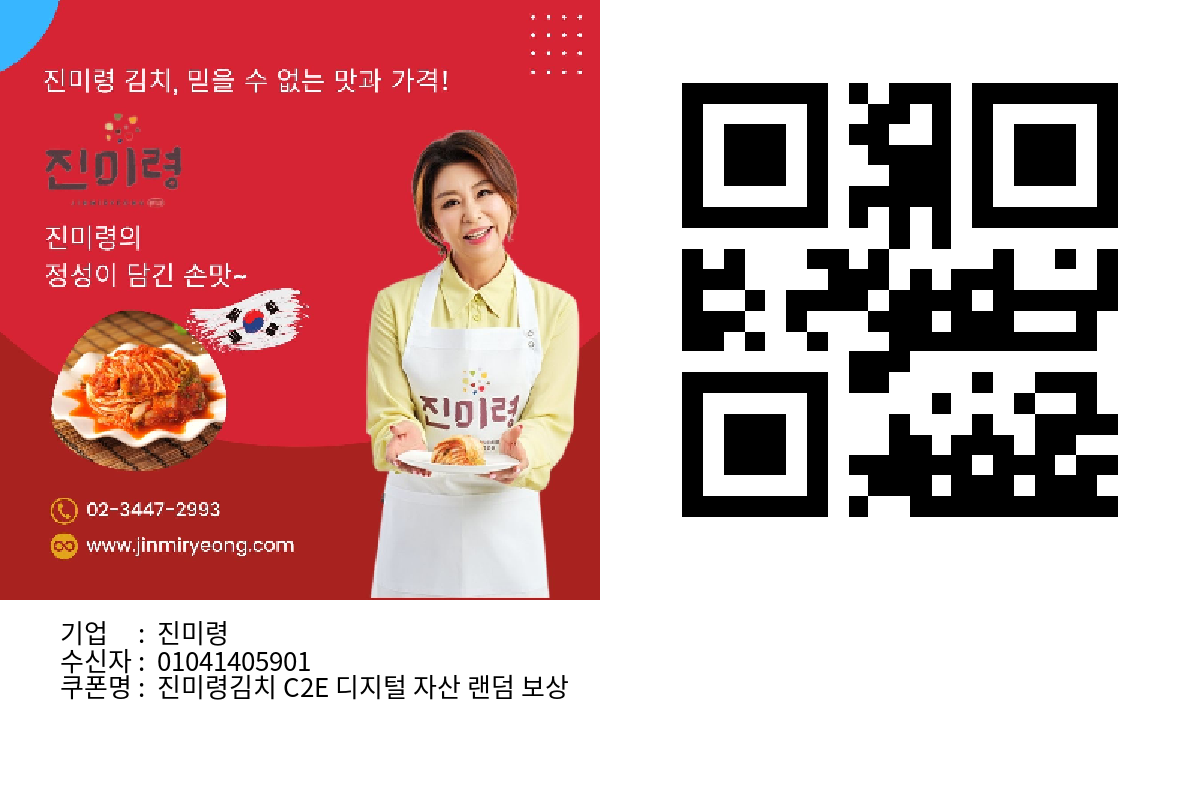 진미령 김치, 믿을 수 없는 맛과 가격!
진미령
진미령의
정성이 담긴 손맛~
진미령
02-3447-2993
www.jinmiryeong.com
기업 : 진미령
수신자 : 01041405901
쿠폰명 : 진미령김치 C2E 디지털 자산 랜덤 보상